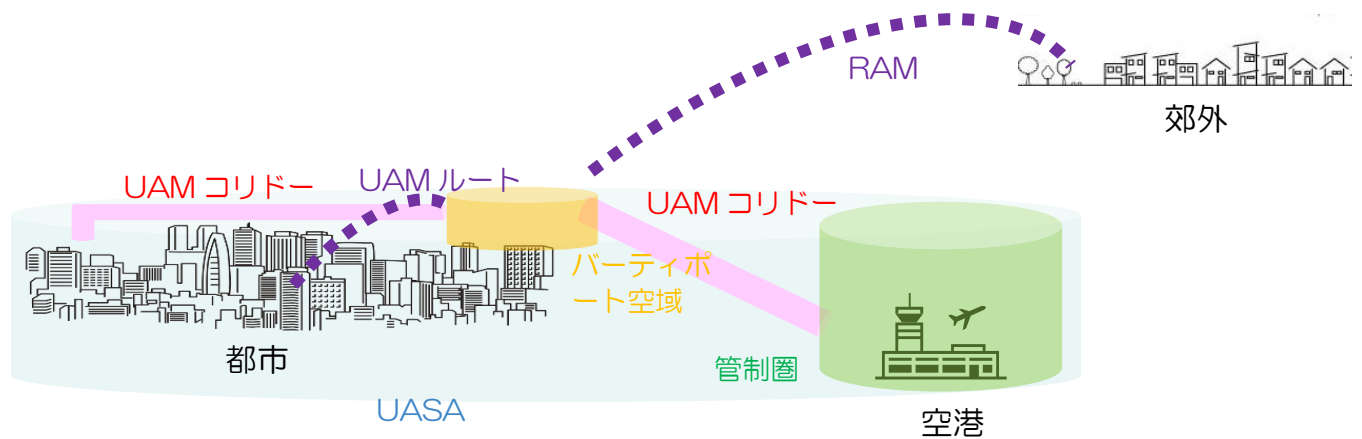 RAM
郊外
UAM コリドー
UAM ルート
UAM コリドー
バーティポ
ート空域
管制圏
都市
UASA
空港